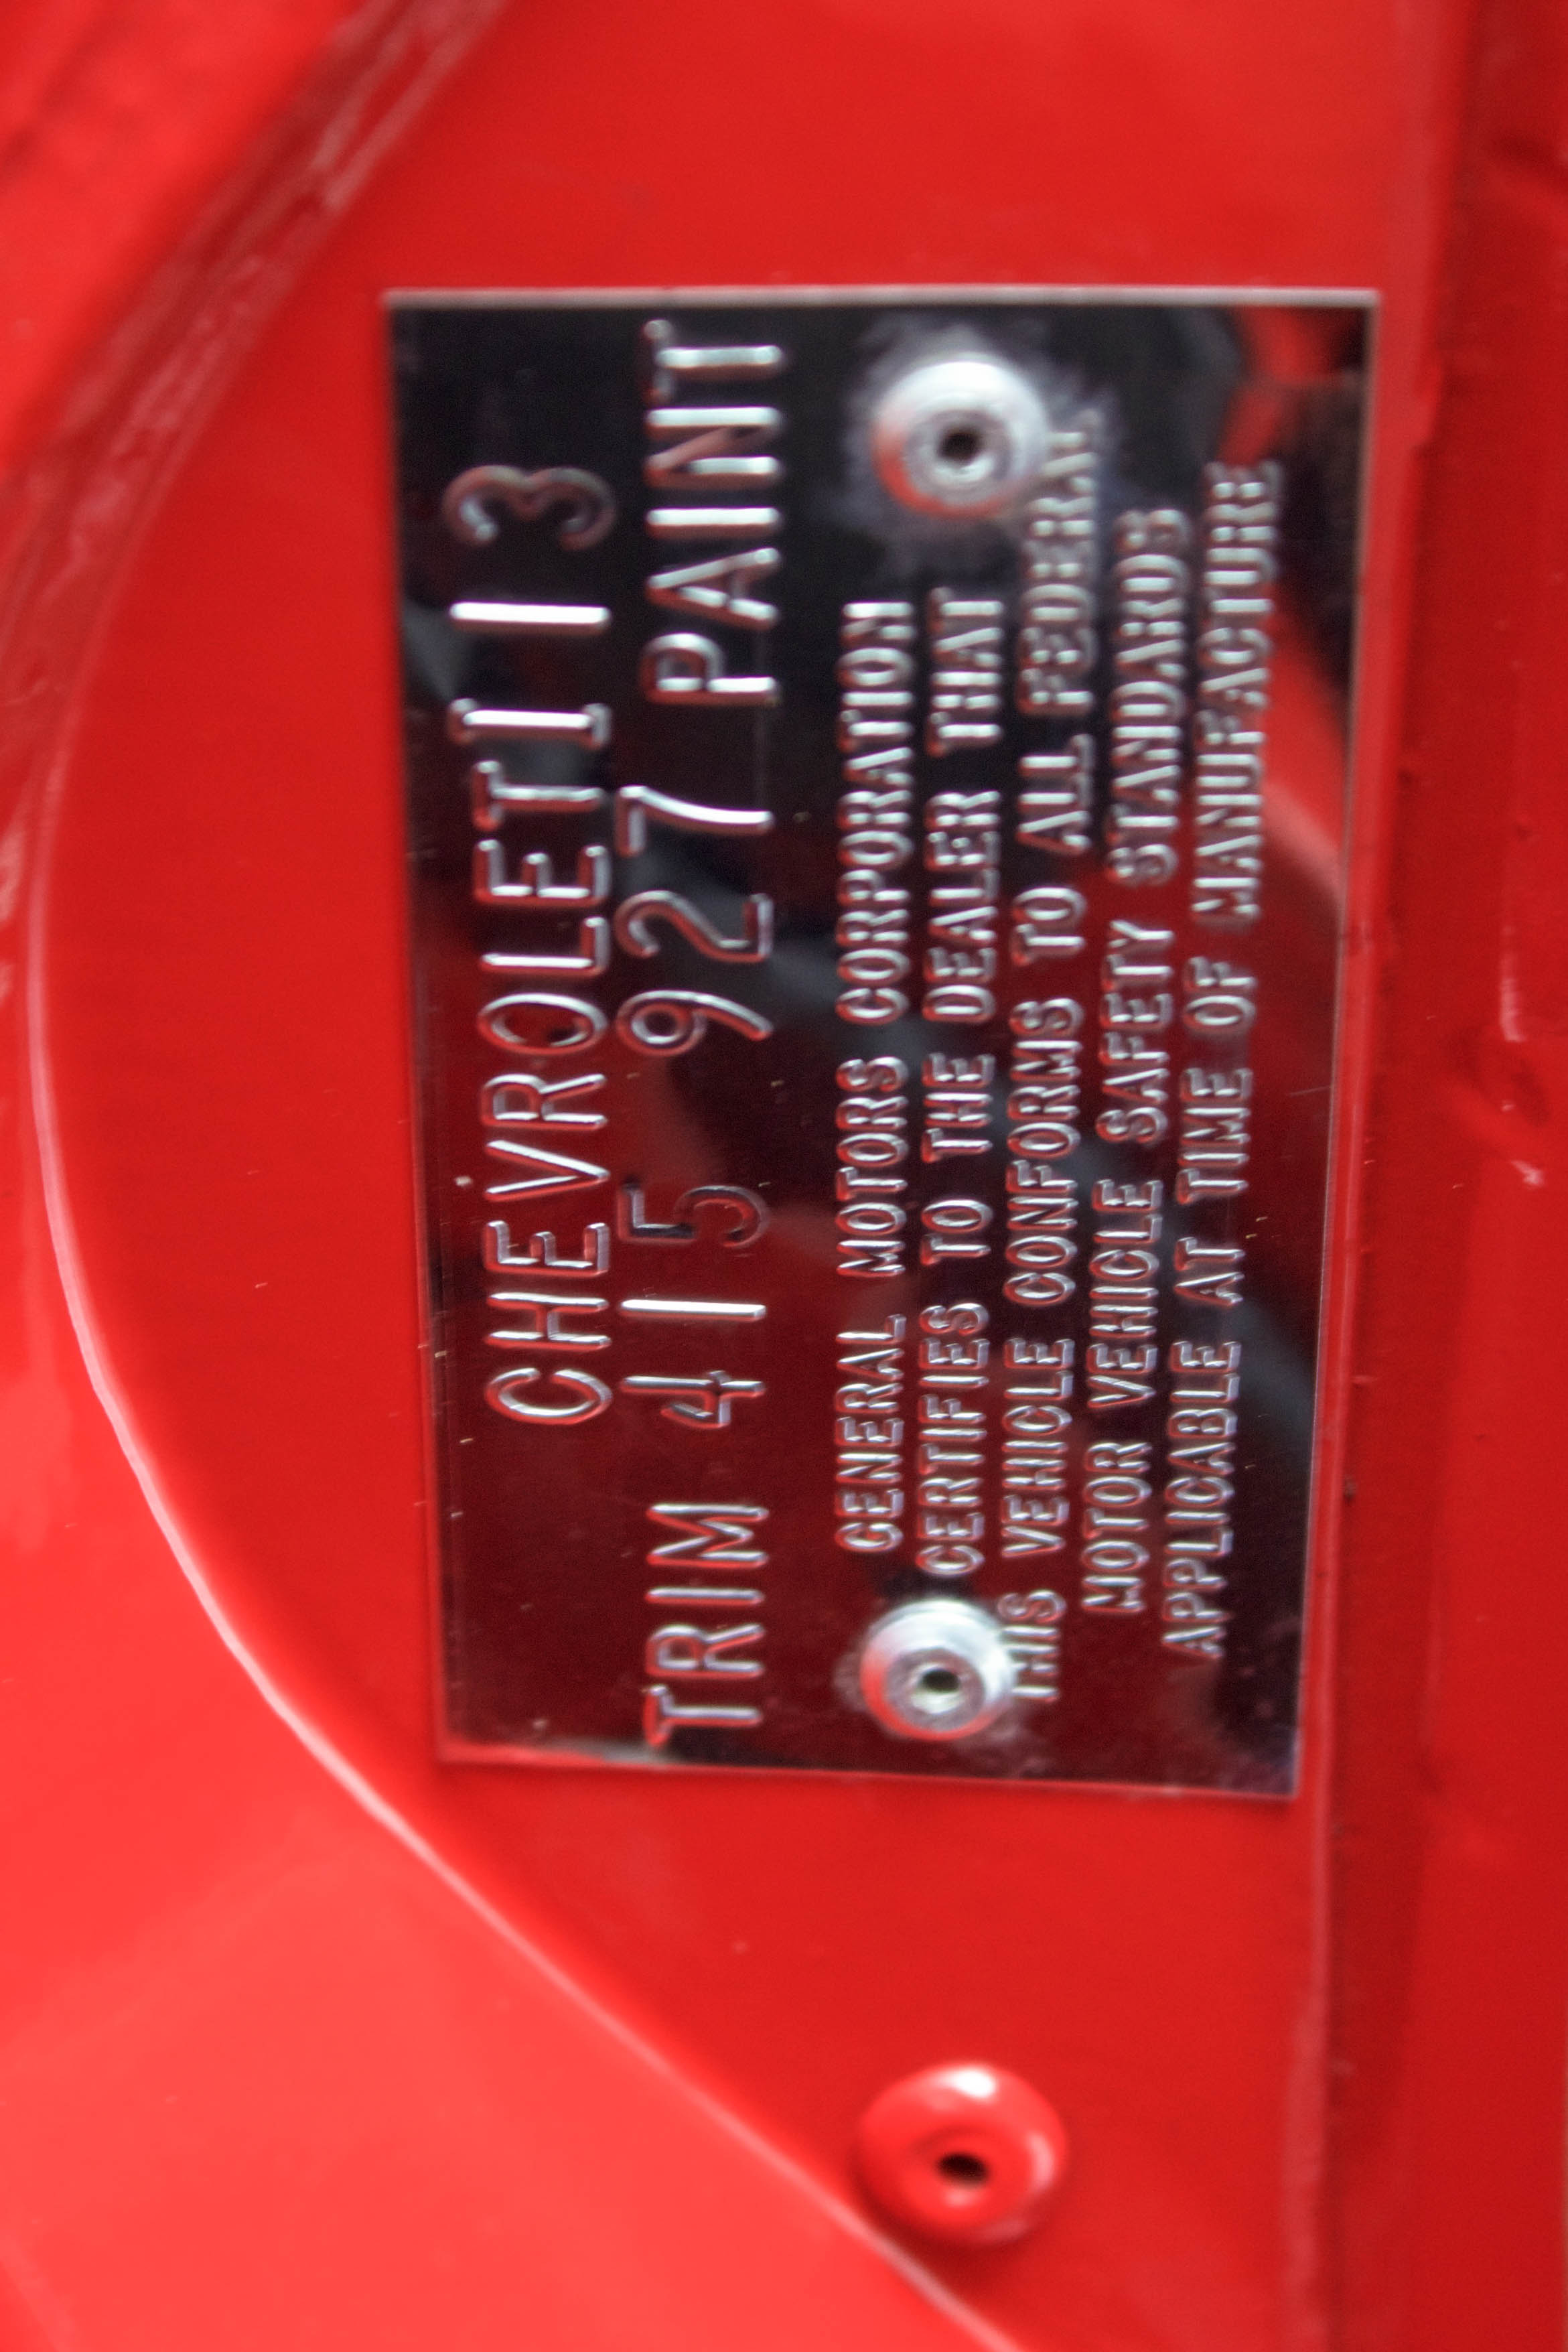 CHEVROLET I 3
TRIM 415 927 PAINT
GENERAL MOTORS CORPORATION
CERTIFIES TO THE DEALER THAT
THIS VEHICLE CONFORMS TO ALL FEDERAL
MOTOR VEHICLE SAFETY STANDARDS
APPLICABLE AT TIME OF MANUFACTURE